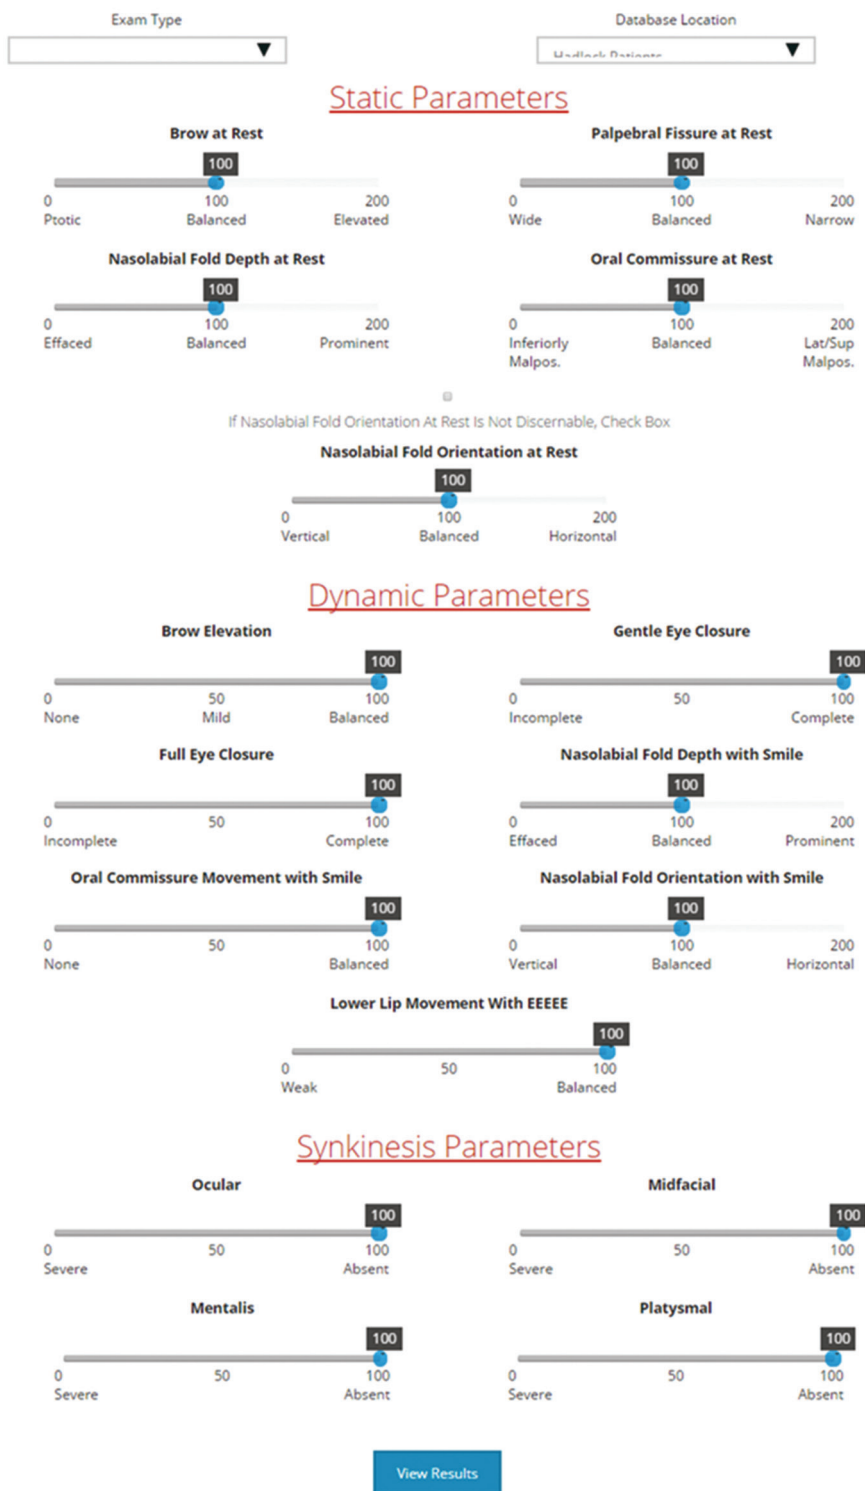 Exam Type Database Location
Hadlock Patients
Static Parameters
Brow at Rest Palpebral Fissure at Rest
100 100
0 100 200 0 100 200
Ptotic Balanced Elevated Wide Balanced Narrow
Nasolabial Fold Depth at Rest Oral Commissure at Rest
100 100
0 100 200 0 100 200
Effaced Balanced Prominent Inferiorly Balanced Lat/Sup
Malpos. Malpos.
If Nasolabial Fold Orientation At Rest Is Not Discernable, Check Box
Nasolabial Fold Orientation at Rest
100
0 100 200
Vertical Balanced Horizontal
Dynamic Parameters
Brow Elevation Gentle Eye Closure
100 100
0 50 100 0 50 100
None Mild Balanced Incomplete Complete
Full Eye Closure Nasolabial Fold Depth with Smile
100 100
0 50 100 0 100 200
Incomplete Complete Effaced Balanced Prominent
Oral Commissure Movement with Smile Nasolabial Fold Orientation with Smile
100 100
0 50 100 0 100 200
None Balanced Vertical Balanced Horizontal
Lower Lip Movement With EEEEE
100
0 50 100
Weak Balanced
Synkinesis Parameters
Ocular Midfacial
100 100
0 50 100 0 50 100
Severe Absent Severe Absent
Mentalis Platysmal
100 100
0 50 100 0 50 100
Severe Absent Severe Absent
View Results